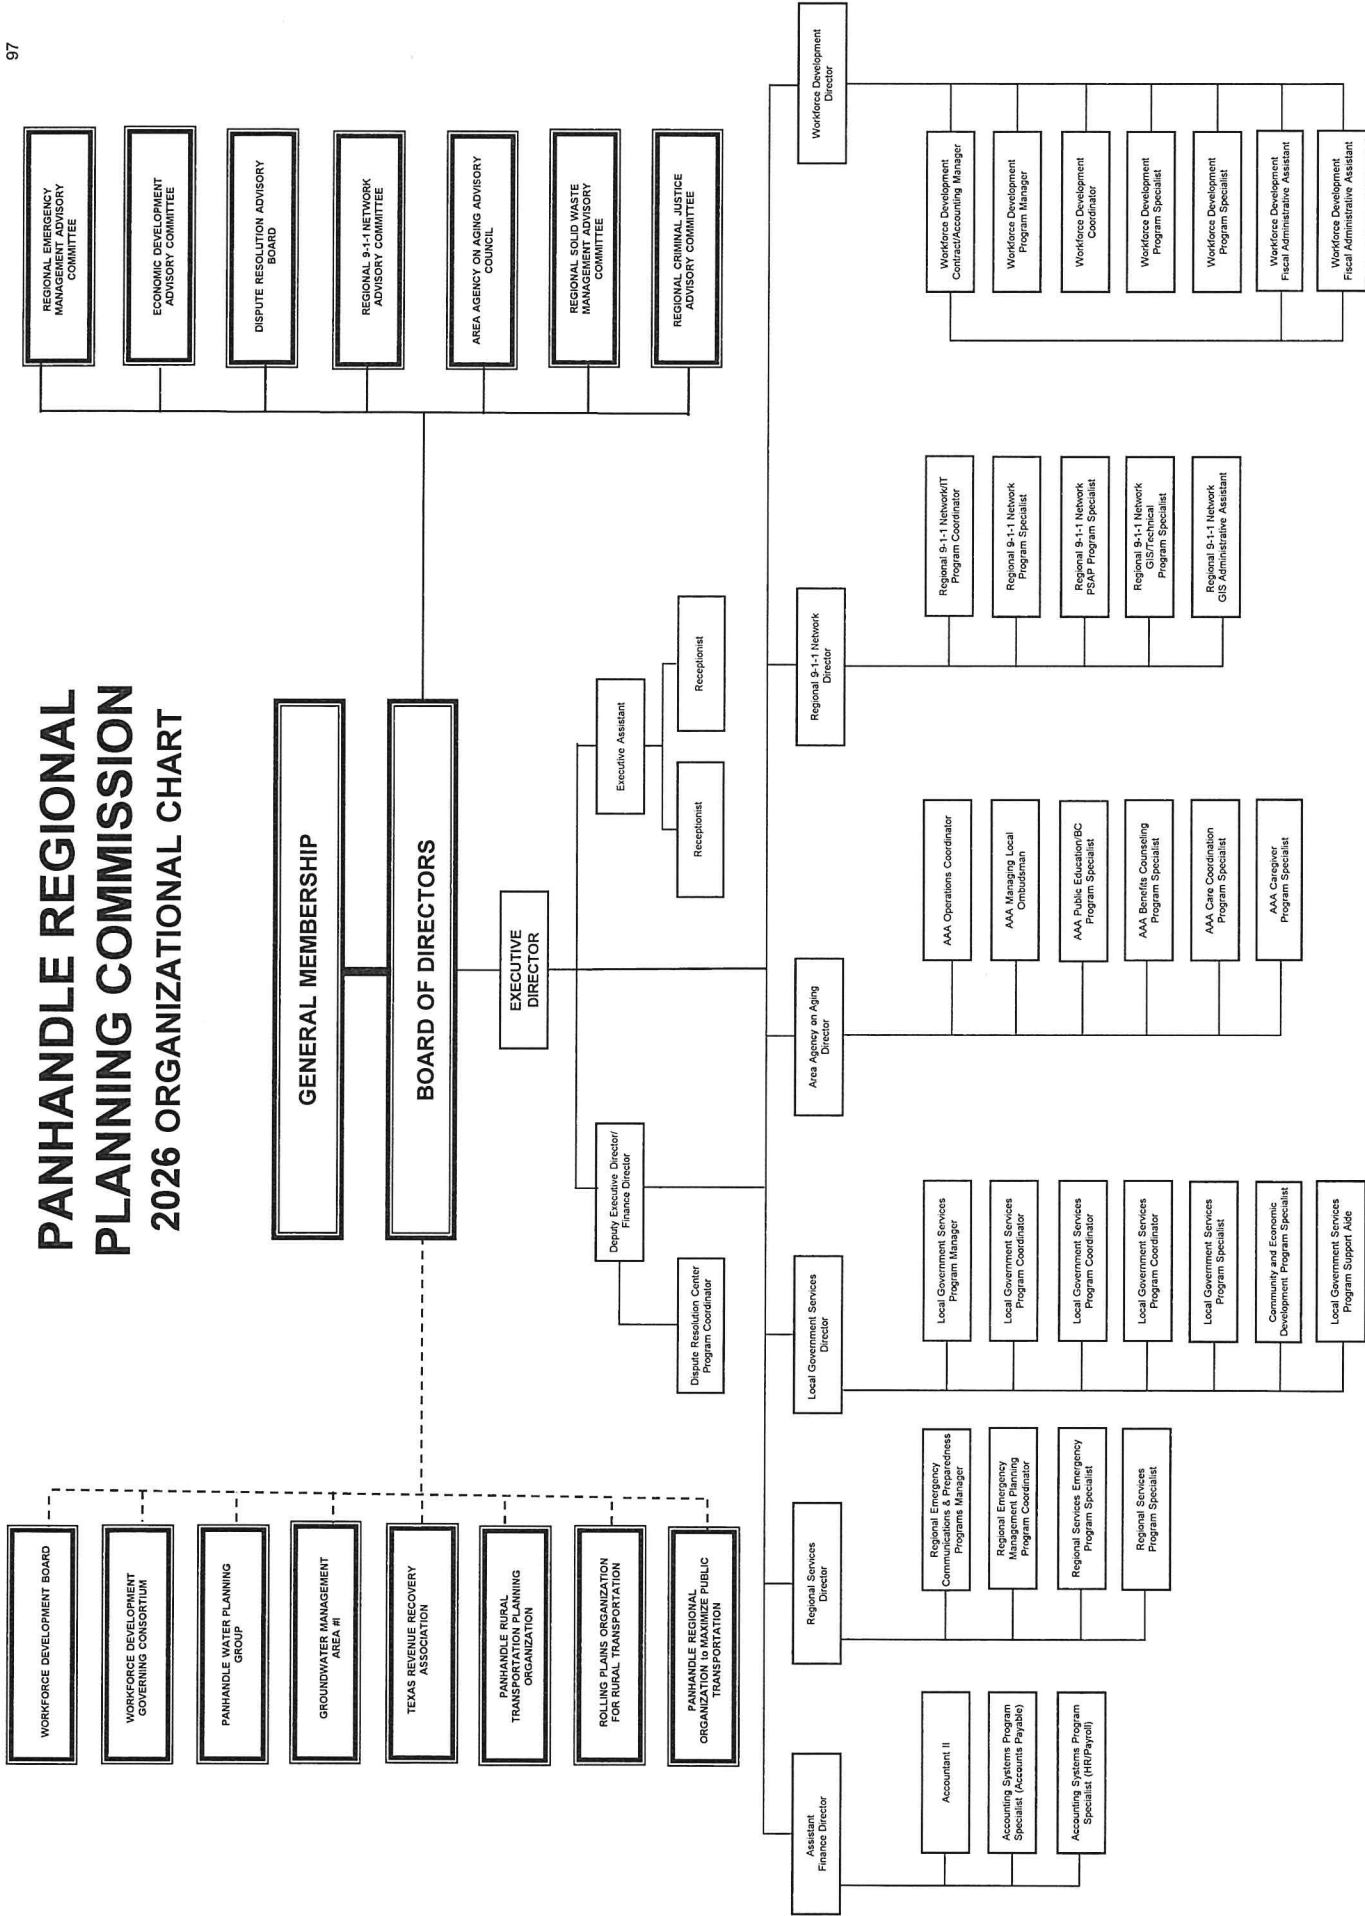 97
PANHANDLE REGIONAL
PLANNING COMMISSION
2026 ORGANIZATIONAL CHART
GENERAL MEMBERSHIP
BOARD OF DIRECTORS
WORKFORCE DEVELOPMENT BOARD
WORKFORCE DEVELOPMENT
GOVERNING CONSORTIUM
PANHANDLE WATER PLANNING
GROUP
GROUNDWATER MANAGEMENT
AREA #I
TEXAS REVENUE RECOVERY
ASSOCIATION
PANHANDLE RURAL
TRANSPORTATION PLANNING
ORGANIZATION
ROLLING PLAINS ORGANIZATION
FOR RURAL TRANSPORTATION
PANHANDLE REGIONAL
ORGANIZATION to MAXIMIZE PUBLIC
TRANSPORTATION
REGIONAL EMERGENCY
MANAGEMENT ADVISORY
COMMITTEE
ECONOMIC DEVELOPMENT
ADVISORY COMMITTEE
DISPUTE RESOLUTION ADVISORY
BOARD
REGIONAL 9-1-1 NETWORK
ADVISORY COMMITTEE
AREA AGENCY ON AGING ADVISORY
COUNCIL
REGIONAL SOLID WASTE
MANAGEMENT ADVISORY
COMMITTEE
REGIONAL CRIMINAL JUSTICE
ADVISORY COMMITTEE
EXECUTIVE
DIRECTOR
Deputy Executive Director/
Finance Director
Dispute Resolution Center
Program Coordinator
Executive Assistant
Receptionist
Receptionist
Assistant
Finance Director
Accountant II
Accounting Systems Program
Specialist (Accounts Payable)
Accounting Systems Program
Specialist (HR/Payroll)
Regional Services
Director
Regional Emergency
Communications & Preparedness
Programs Manager
Regional Emergency
Management Planning
Program Coordinator
Regional Services Emergency
Program Specialist
Regional Services
Program Specialist
Local Government Services
Director
Local Government Services
Program Manager
Local Government Services
Program Coordinator
Local Government Services
Program Coordinator
Local Government Services
Program Coordinator
Local Government Services
Program Specialist
Community and Economic
Development Program Specialist
Local Government Services
Program Support Aide
Area Agency on Aging
Director
AAA Operations Coordinator
AAA Managing Local
Ombudsman
AAA Public Education/BC
Program Specialist
AAA Benefits Counseling
Program Specialist
AAA Care Coordination
Program Specialist
AAA Caregiver
Program Specialist
Regional 9-1-1 Network
Director
Regional 9-1-1 Network/IT
Program Coordinator
Regional 9-1-1 Network
Program Specialist
Regional 9-1-1 Network
PSAP Program Specialist
Regional 9-1-1 Network
GIS/Technical
Program Specialist
Regional 9-1-1 Network
GIS Administrative Assistant
Workforce Development
Director
Workforce Development
Contract/Accounting Manager
Workforce Development
Program Manager
Workforce Development
Coordinator
Workforce Development
Program Specialist
Workforce Development
Program Specialist
Workforce Development
Fiscal Administrative Assistant
Workforce Development
Fiscal Administrative Assistant